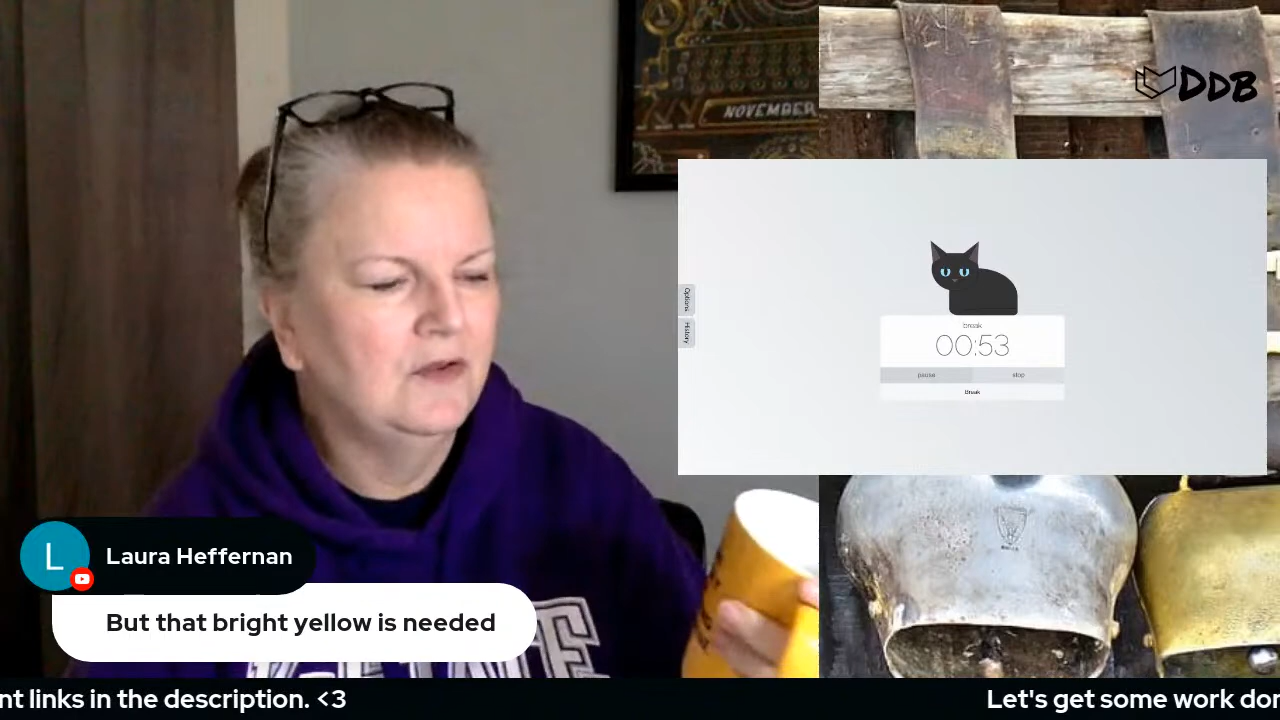 NOVEMBER
DDB
Options
History
break
00:53
pause
stop
Break
L
Laura Heffernan
But that bright yellow is needed
nt links in the description. <3
Let's get some work dor